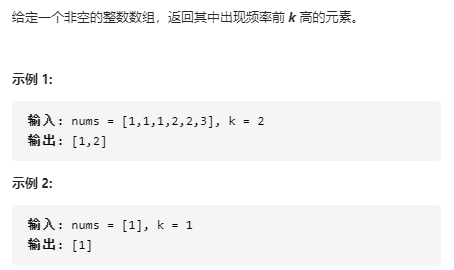 给定一个非空的整数数组，返回其中出现频率前 k 高的元素。
示例 1:
输入: nums = [1,1,1,2,2,3], k = 2
输出: [1,2]
示例 2:
输入: nums = [1], k = 1
输出: [1]